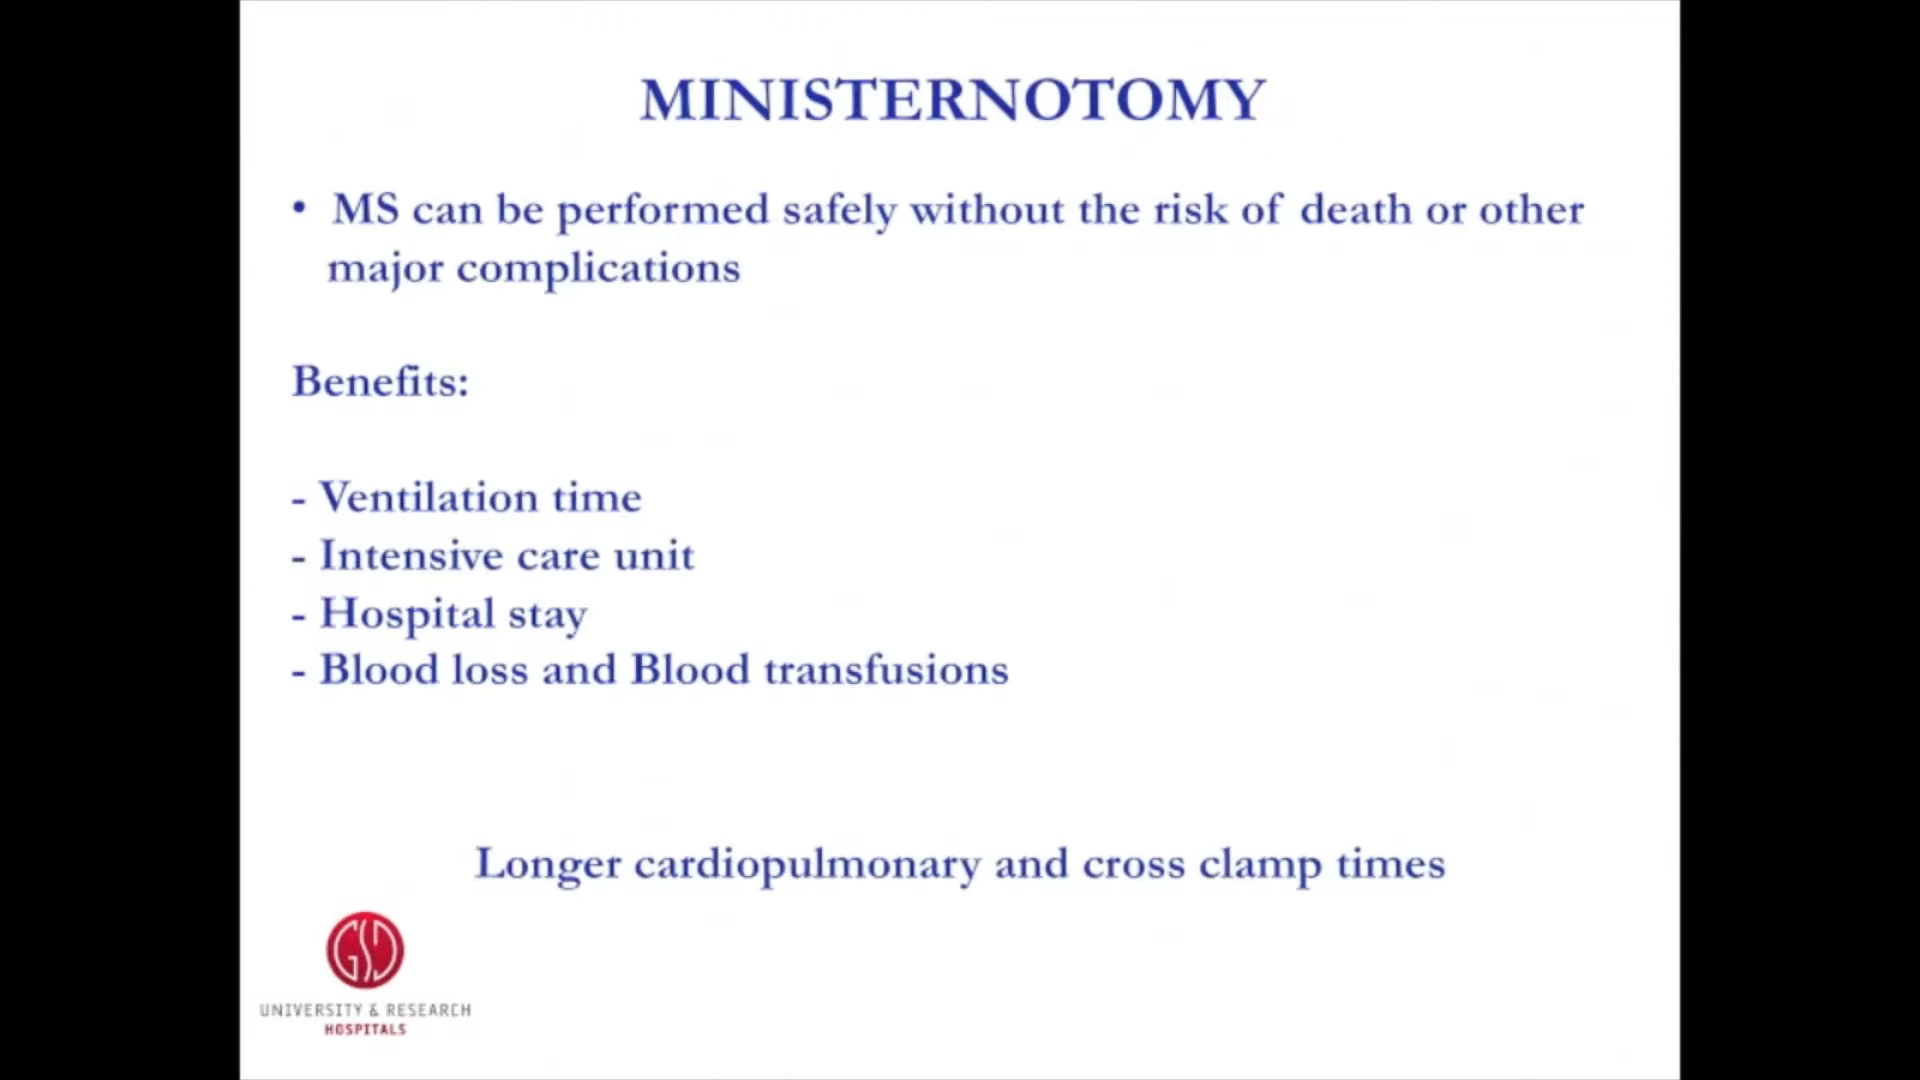 MINISTERNOTOMY
• MS can be performed safely without the risk of death or other
major complications
Benefits:
- Ventilation time
- Intensive care unit
- Hospital stay
- Blood loss and Blood transfusions
Longer cardiopulmonary and cross clamp times
GSD
UNIVERSITY & RESEARCH
HOSPITALS